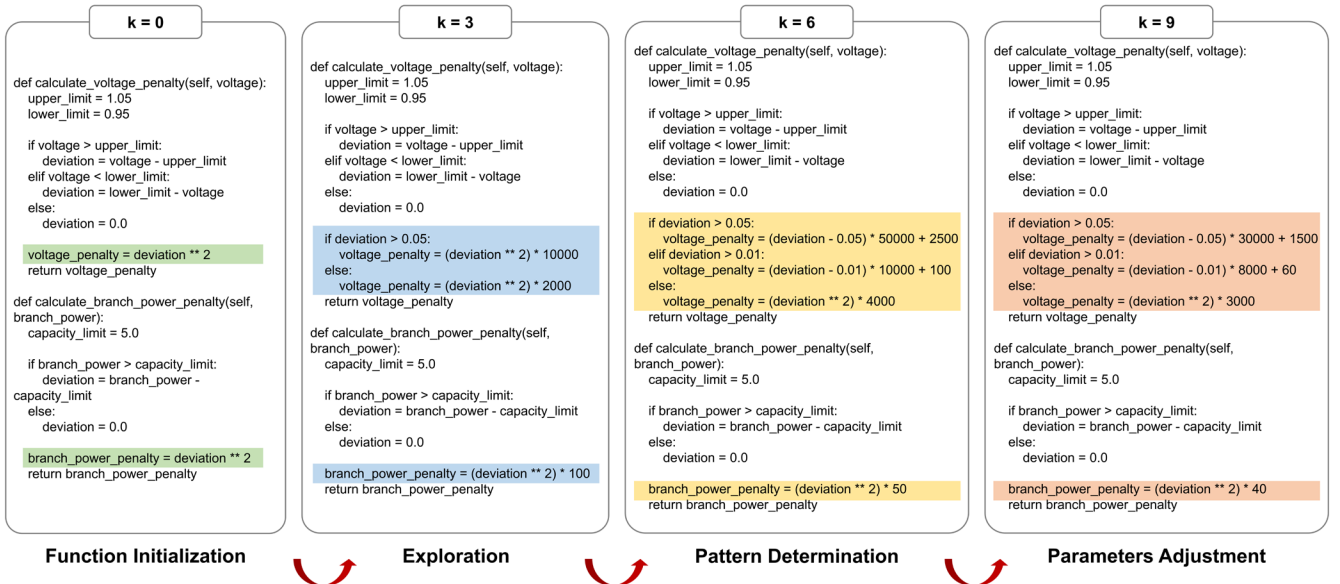 k = 0
def calculate_voltage_penalty(self, voltage):
upper_limit = 1.05
lower_limit = 0.95
if voltage > upper_limit:
deviation = voltage - upper_limit
elif voltage < lower_limit:
deviation = lower_limit - voltage
else:
deviation = 0.0
voltage_penalty = deviation ** 2
return voltage_penalty
def calculate_branch_power_penalty(self,
branch_power):
capacity_limit = 5.0
if branch_power > capacity_limit:
deviation = branch_power -
capacity_limit
else:
deviation = 0.0
branch_power_penalty = deviation ** 2
return branch_power_penalty
Function Initialization
k = 3
def calculate_voltage_penalty(self, voltage):
upper_limit = 1.05
lower_limit = 0.95
if voltage > upper_limit:
deviation = voltage - upper_limit
elif voltage < lower_limit:
deviation = lower_limit - voltage
else:
deviation = 0.0
if deviation > 0.05:
voltage_penalty = (deviation ** 2) * 10000
else:
voltage_penalty = (deviation ** 2) * 2000
return voltage_penalty
def calculate_branch_power_penalty(self,
branch_power):
capacity_limit = 5.0
if branch_power > capacity_limit:
deviation = branch_power - capacity_limit
else:
deviation = 0.0
branch_power_penalty = (deviation ** 2) * 100
return branch_power_penalty
Exploration
k = 6
def calculate_voltage_penalty(self, voltage):
upper_limit = 1.05
lower_limit = 0.95
if voltage > upper_limit:
deviation = voltage - upper_limit
elif voltage < lower_limit:
deviation = lower_limit - voltage
else:
deviation = 0.0
if deviation > 0.05:
voltage_penalty = (deviation - 0.05) * 50000 + 2500
elif deviation > 0.01:
voltage_penalty = (deviation - 0.01) * 10000 + 100
else:
voltage_penalty = (deviation ** 2) * 4000
return voltage_penalty
def calculate_branch_power_penalty(self,
branch_power):
capacity_limit = 5.0
if branch_power > capacity_limit:
deviation = branch_power - capacity_limit
else:
deviation = 0.0
branch_power_penalty = (deviation ** 2) * 50
return branch_power_penalty
Pattern Determination
k = 9
def calculate_voltage_penalty(self, voltage):
upper_limit = 1.05
lower_limit = 0.95
if voltage > upper_limit:
deviation = voltage - upper_limit
elif voltage < lower_limit:
deviation = lower_limit - voltage
else:
deviation = 0.0
if deviation > 0.05:
voltage_penalty = (deviation - 0.05) * 30000 + 1500
elif deviation > 0.01:
voltage_penalty = (deviation - 0.01) * 8000 + 60
else:
voltage_penalty = (deviation ** 2) * 3000
return voltage_penalty
def calculate_branch_power_penalty(self,
branch_power):
capacity_limit = 5.0
if branch_power > capacity_limit:
deviation = branch_power - capacity_limit
else:
deviation = 0.0
branch_power_penalty = (deviation ** 2) * 40
return branch_power_penalty
Parameters Adjustment